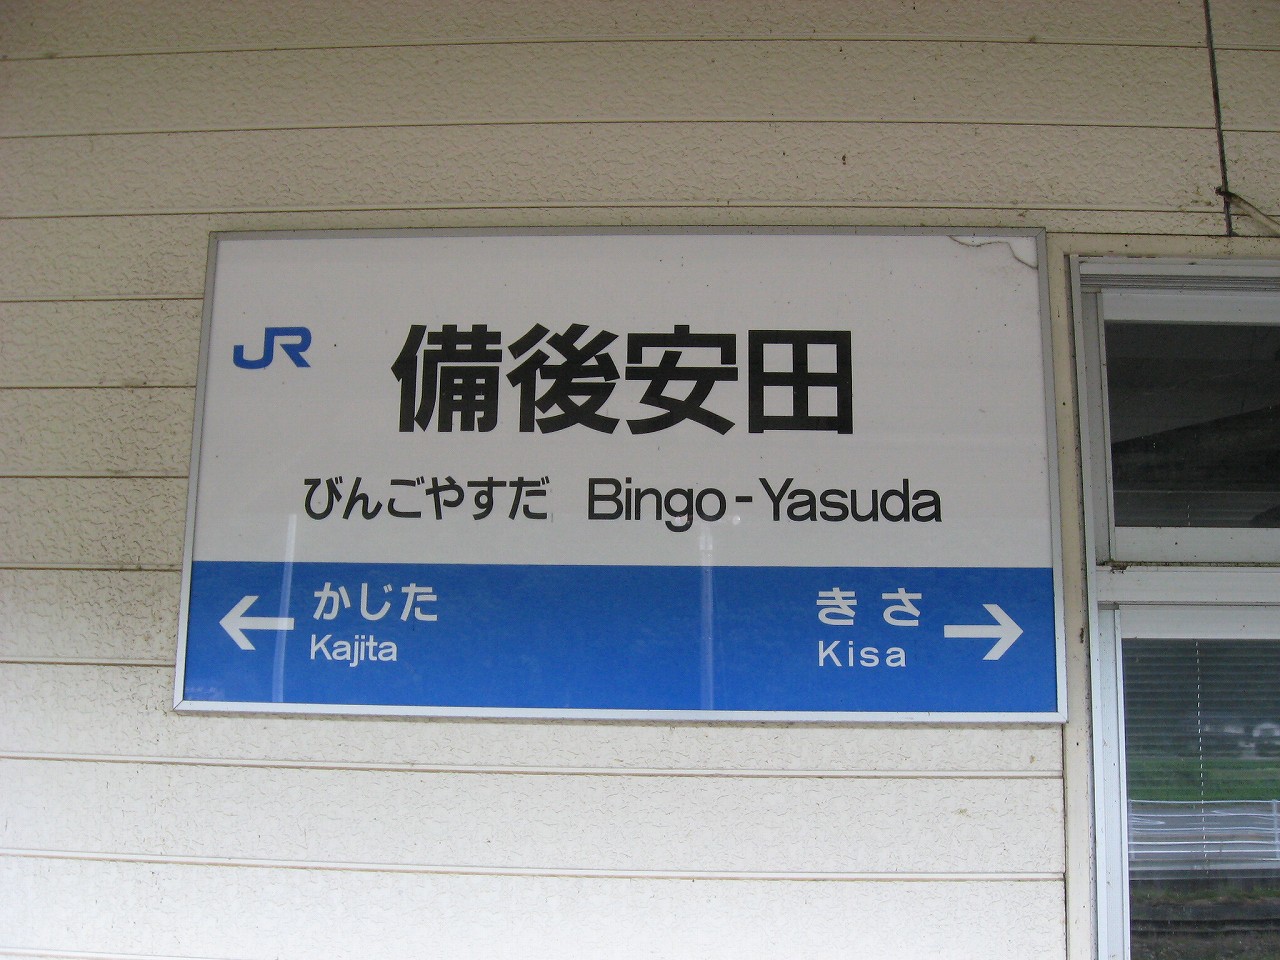 JR
備後安田
びんごやすだ Bingo-Yasuda
← かじた
Kajita
きさ →
Kisa